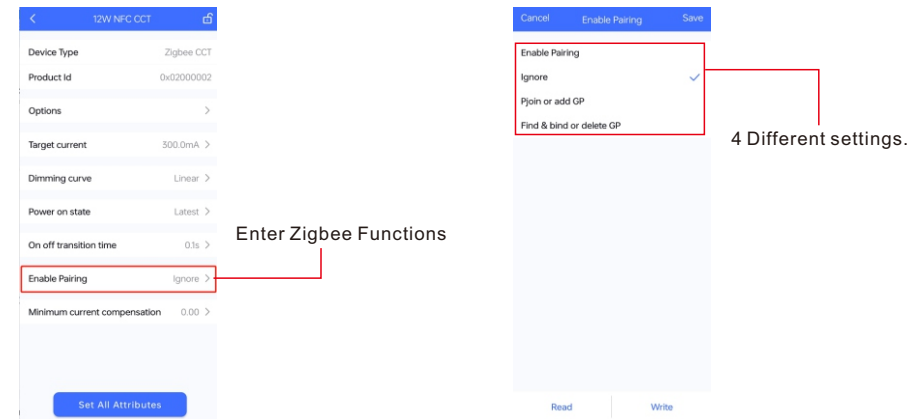 12W NFC CCT
Device Type Zigbee CCT
Product Id 0x02000002
Options
Target current 300.0mA
Dimming curve Linear
Power on state Latest
On off transition time 0.1s
Enable Pairing Ignore
Minimum current compensation 0.00
Set All Attributes
Enter Zigbee Functions
Cancel Enable Pairing Save
Enable Pairing
Ignore
Pjoin or add GP
Find & bind or delete GP
Read Write
4 Different settings.